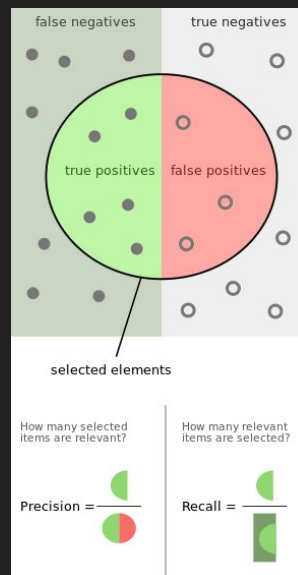 false negatives
true negatives
true positives
false positives
selected elements
How many selected
items are relevant?
How many relevant
items are selected?
Precision =
Recall =